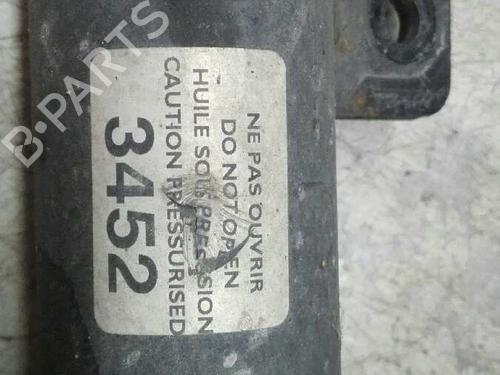 NE PAS OUVRIR
DO NOT OPEN
HUILE SOUS PRESSION
CAUTION PRESSURISED
3452
B-PARTS